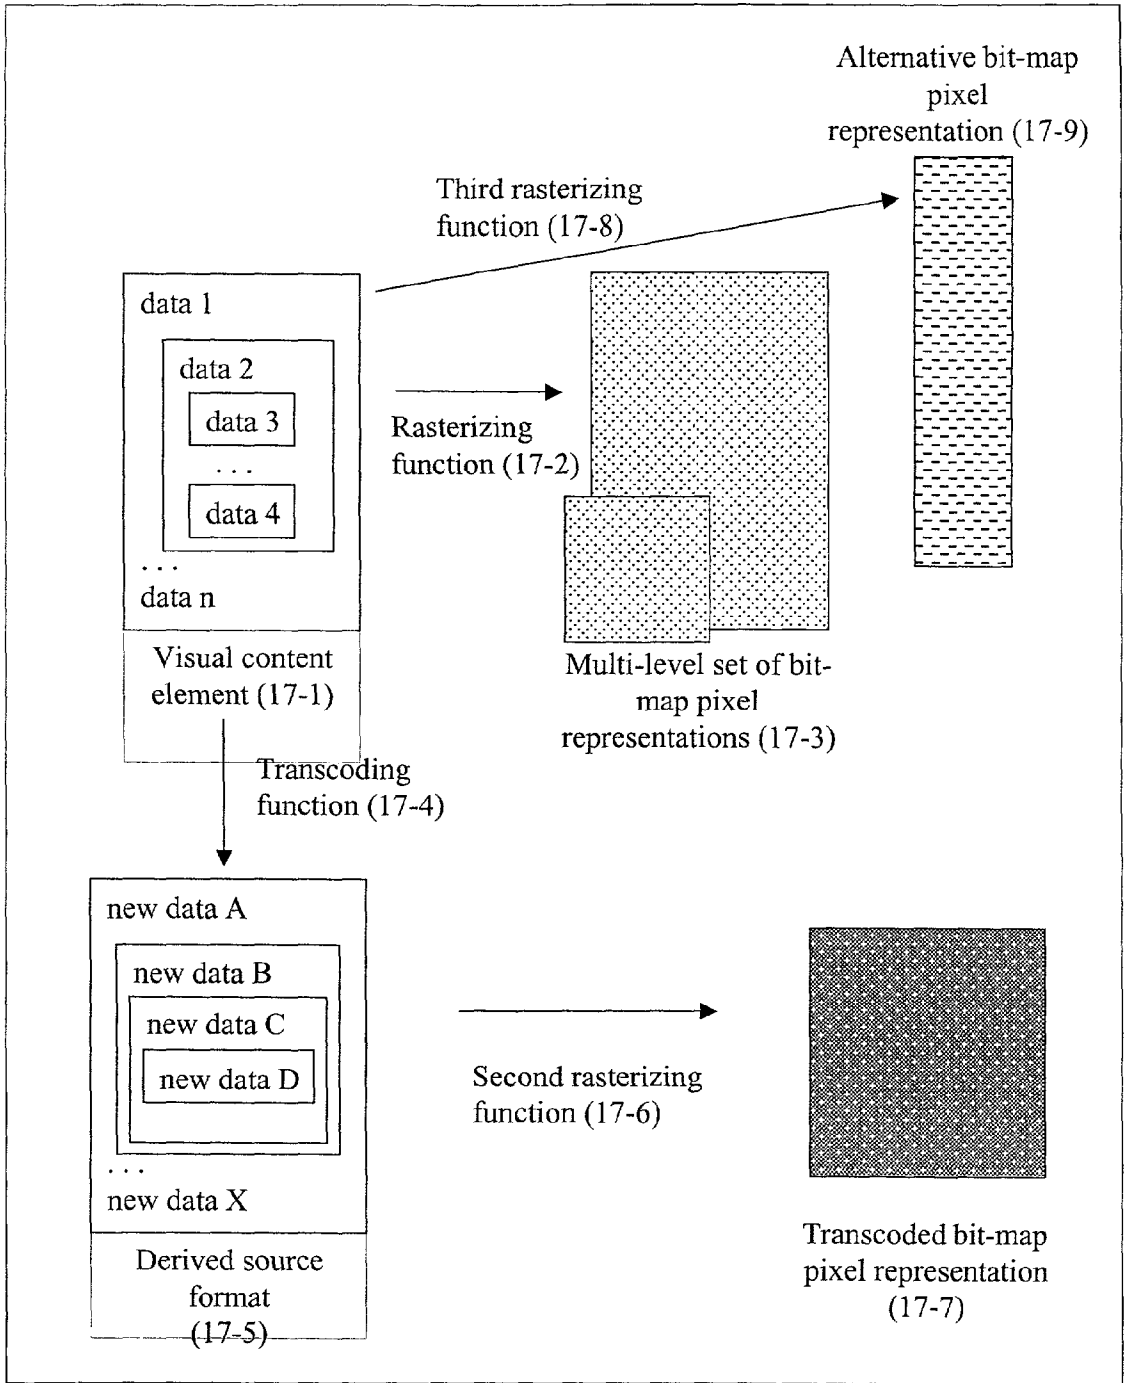 Alternative bit-map
pixel
representation (17-9)
Third rasterizing
function (17-8)
data 1
data 2
data 3
. . .
data 4
. . .
data n
Rasterizing
function (17-2)
Visual content
element (17-1)
Multi-level set of bit-
map pixel
representations (17-3)
Transcoding
function (17-4)
new data A
new data B
new data C
new data D
. . .
new data X
Second rasterizing
function (17-6)
Derived source
format
(17-5)
Transcoded bit-map
pixel representation
(17-7)